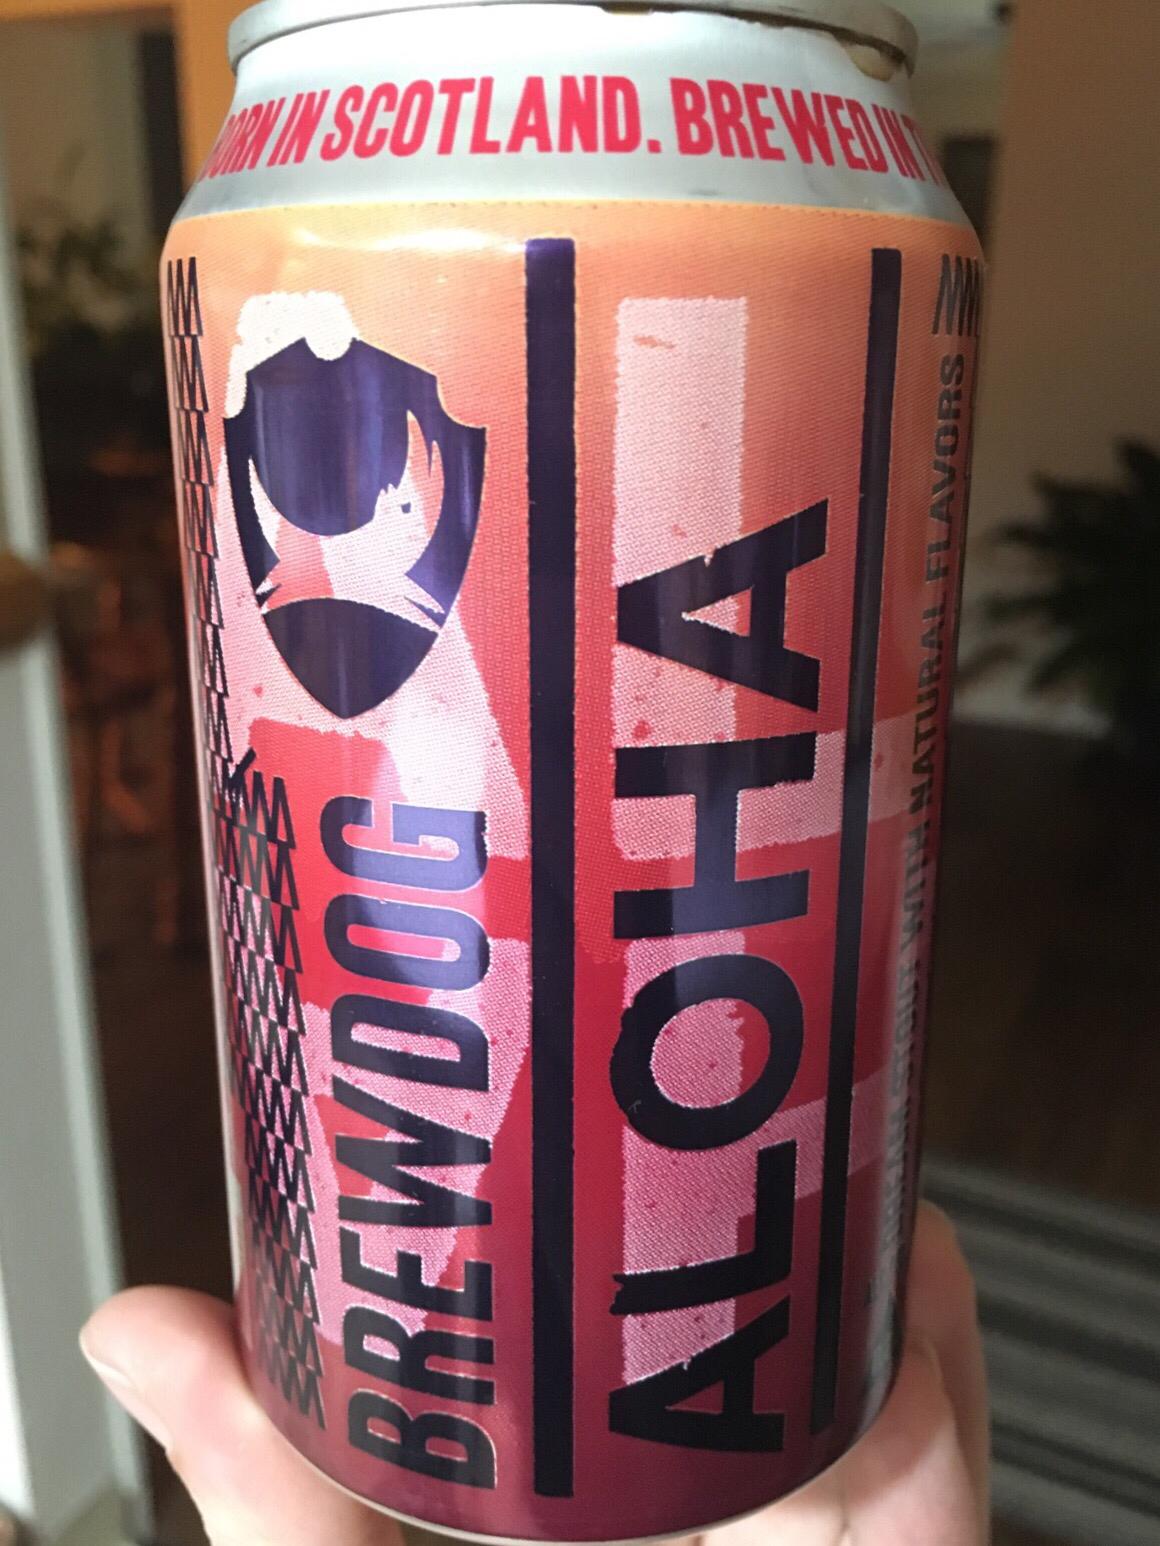 BORN IN SCOTLAND. BREWED IN
BREWDOG
ALOHA
WITH NATURAL FLAVORS